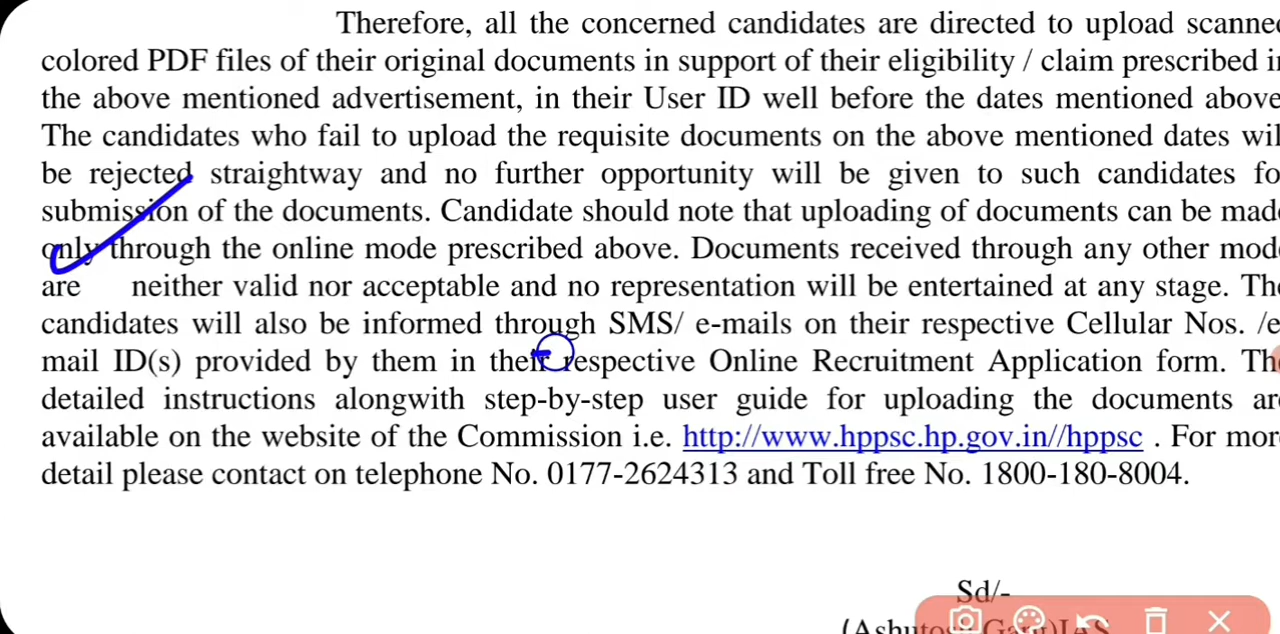 Therefore, all the concerned candidates are directed to upload scanne
colored PDF files of their original documents in support of their eligibility / claim prescribed i
the above mentioned advertisement, in their User ID well before the dates mentioned above
The candidates who fail to upload the requisite documents on the above mentioned dates wil
be rejected straightway and no further opportunity will be given to such candidates fo
submission of the documents. Candidate should note that uploading of documents can be mad
only through the online mode prescribed above. Documents received through any other mod
are neither valid nor acceptable and no representation will be entertained at any stage. Th
candidates will also be informed through SMS/ e-mails on their respective Cellular Nos. /e
mail ID(s) provided by them in their respective Online Recruitment Application form. Th
detailed instructions alongwith step-by-step user guide for uploading the documents ar
available on the website of the Commission i.e. http://www.hppsc.hp.gov.in//hppsc . For mor
detail please contact on telephone No. 0177-2624313 and Toll free No. 1800-180-8004.
Sd/-